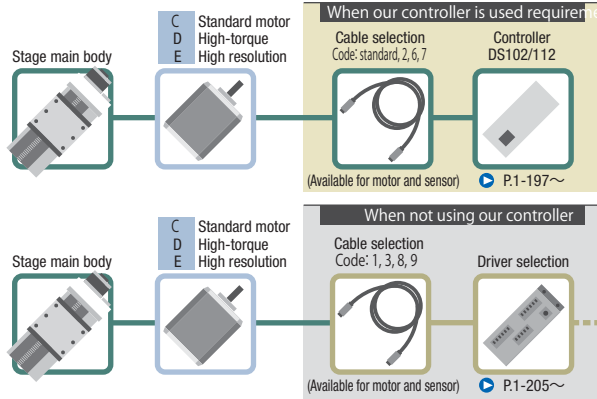 When our controller is used requireme
C Standard motor
D High-torque
E High resolution
Stage main body
Cable selection
Code: standard, 2, 6, 7
Controller
DS102/112
(Available for motor and sensor)
P.1-197～
When not using our controller
C Standard motor
D High-torque
E High resolution
Stage main body
Cable selection
Code: 1, 3, 8, 9
Driver selection
(Available for motor and sensor)
P.1-205～